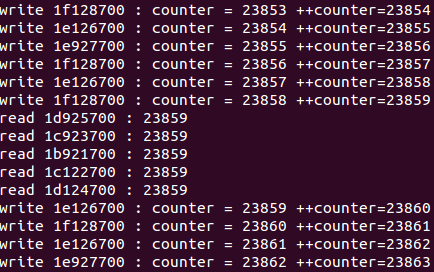 write 1f128700 : counter = 23853 ++counter=23854
write 1e126700 : counter = 23854 ++counter=23855
write 1e927700 : counter = 23855 ++counter=23856
write 1f128700 : counter = 23856 ++counter=23857
write 1e126700 : counter = 23857 ++counter=23858
write 1f128700 : counter = 23858 ++counter=23859
read 1d925700 : 23859
read 1c923700 : 23859
read 1b921700 : 23859
read 1c122700 : 23859
read 1d124700 : 23859
write 1e126700 : counter = 23859 ++counter=23860
write 1f128700 : counter = 23860 ++counter=23861
write 1e126700 : counter = 23861 ++counter=23862
write 1e927700 : counter = 23862 ++counter=23863